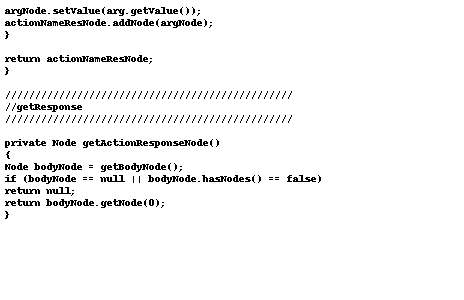 argNode.setValue(arg.getValue());
actionNameResNode.addNode(argNode);
}
return actionNameResNode;
}
////////////////////////////////////////////////
//getResponse
////////////////////////////////////////////////
private Node getActionResponseNode()
{
Node bodyNode = getBodyNode();
if (bodyNode == null || bodyNode.hasNodes() == false)
return null;
return bodyNode.getNode(0);
}